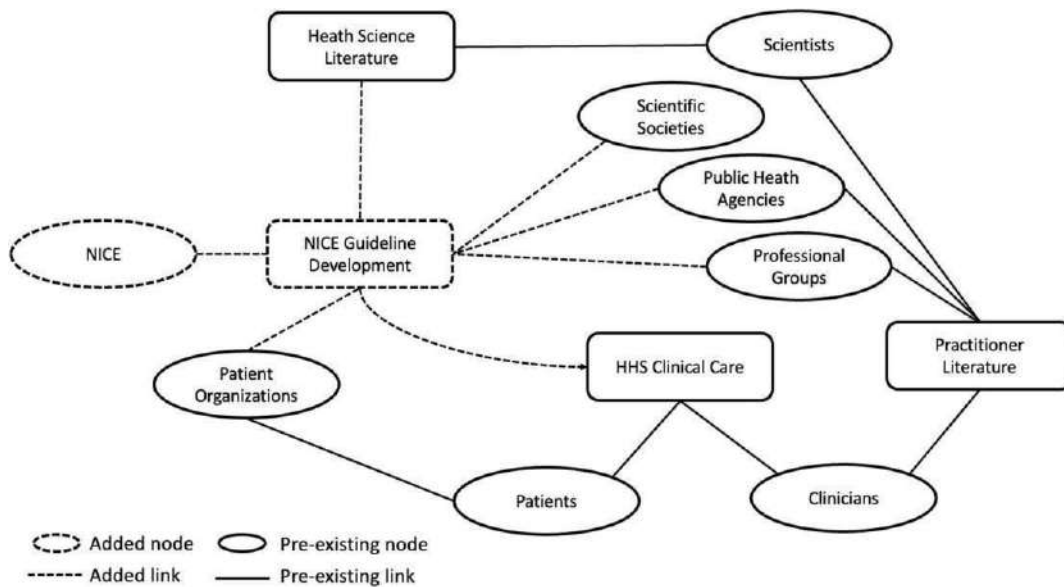 Heath Science
Literature
Scientists
Scientific
Societies
Public Heath
Agencies
NICE
NICE Guideline
Development
Professional
Groups
Patient
Organizations
HHS Clinical Care
Practitioner
Literature
Patients
Clinicians
Added node
Pre-existing node
Added link
Pre-existing link